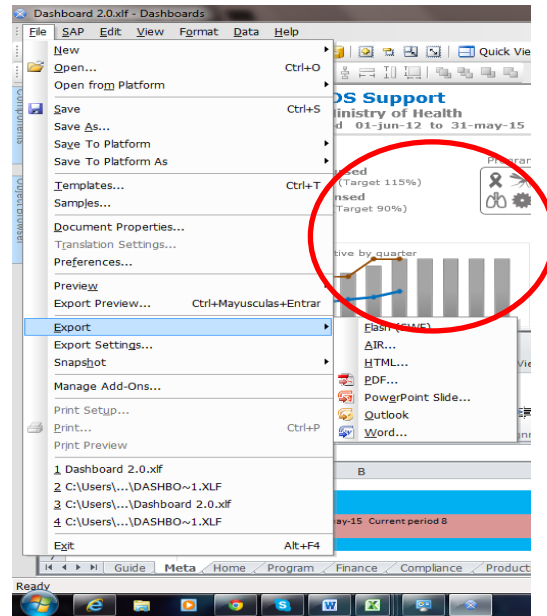 Dashboard 2.0.xlf - Dashboards
File SAP Edit View Format Data Help
New
Quick Vie
Open... Ctrl+O
Open from Platform
Components
Save Ctrl+S
Save As...
Save To Platform
Save To Platform As
Templates... Ctrl+T
Samples...
Object Browser
Document Properties...
Translation Settings...
Preferences...
Preview
Export Preview... Ctrl+Mayusculas+Entrar
Export
Export Settings...
Snapshot
Manage Add-Ons...
Print Setup...
Print... Ctrl+P
Print Preview
1 Dashboard 2.0.xlf
2 C:\Users\...\DASHBO~1.XLF
3 C:\Users\...\Dashboard 2.0.xlf
4 C:\Users\...\DASHBO~1.XLF
Exit Alt+F4
Flash (SWF)
AIR...
HTML...
PDF...
PowerPoint Slide...
Outlook
Word...
OS Support
inistry of Health
d 01-jun-12 to 31-may-15
Program
sed
(Target 115%)
nsed
Target 90%)
tive by quarter
B
ay-15 Current period 8
Guide Meta Home Program Finance Compliance Product
Ready